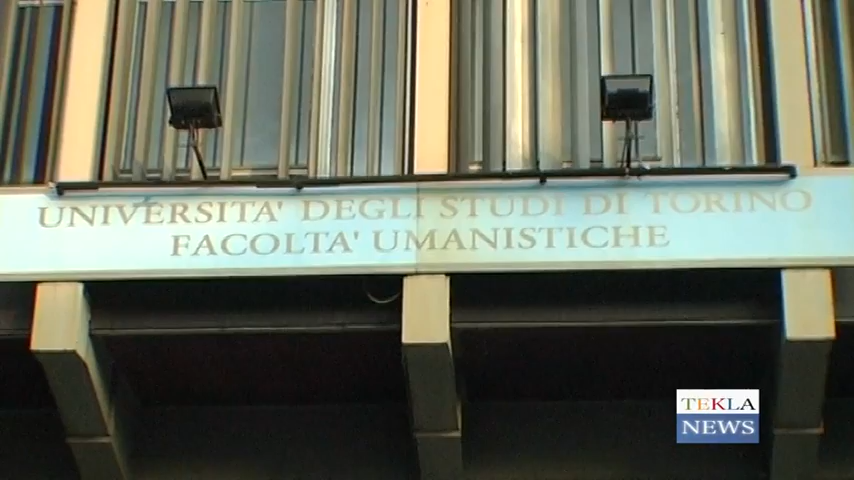 UNIVERSITA' DEGLI STUDI DI TORINO
FACOLTA' UMANISTICHE
TEKLA
NEWS